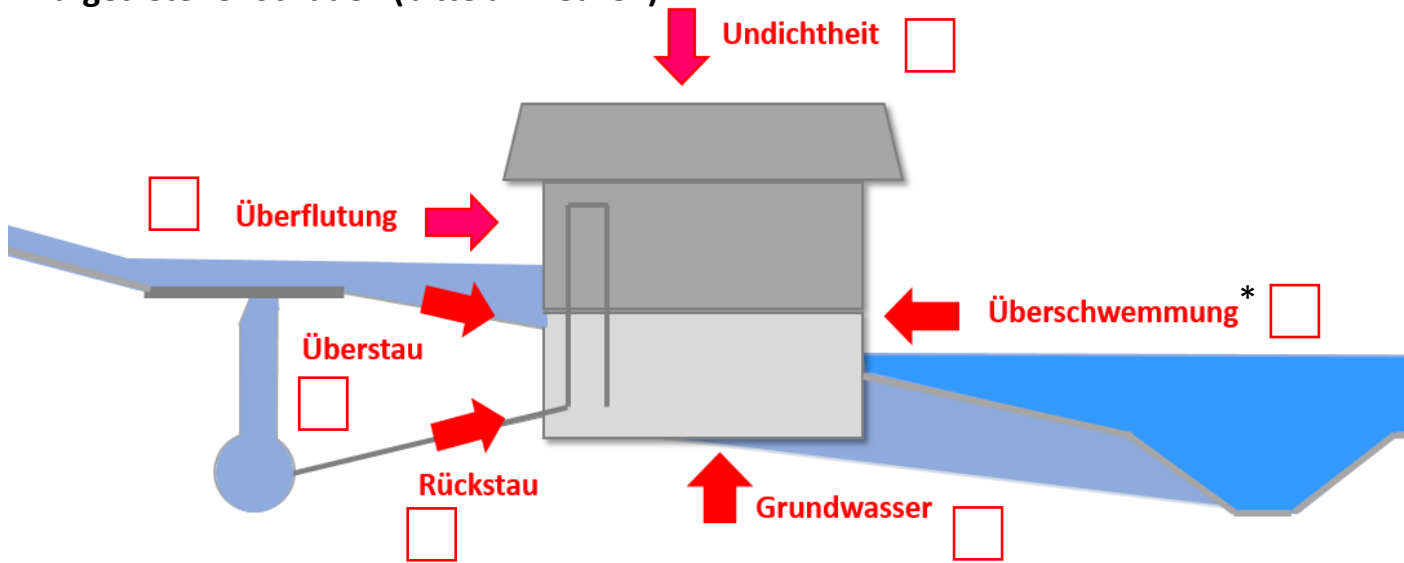 Undichtheit
Überflutung
Überschwemmung*
Überstau
Rückstau
Grundwasser